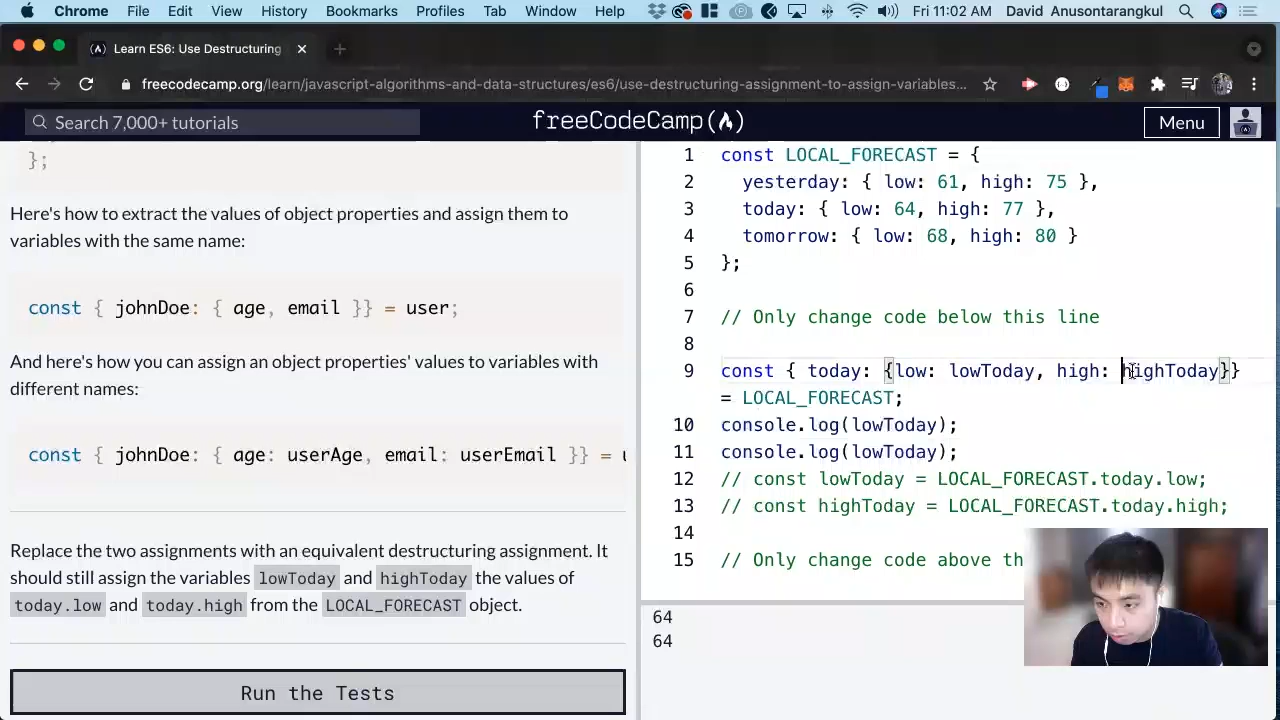 Chrome File Edit View History Bookmarks Profiles Tab Window Help Fri 11:02 AM David Anusontarangkul
Learn ES6: Use Destructuring
freecodecamp.org/learn/javascript-algorithms-and-data-structures/es6/use-destructuring-assignment-to-assign-variables...
Search 7,000+ tutorials
freeCodeCamp
Menu
};
Here's how to extract the values of object properties and assign them to
variables with the same name:
const { johnDoe: { age, email }} = user;
And here's how you can assign an object properties' values to variables with
different names:
const { johnDoe: { age: userAge, email: userEmail }} = u
Replace the two assignments with an equivalent destructuring assignment. It
should still assign the variables lowToday and highToday the values of
today.low and today.high from the LOCAL_FORECAST object.
Run the Tests
1 const LOCAL_FORECAST = {
2 yesterday: { low: 61, high: 75 },
3 today: { low: 64, high: 77 },
4 tomorrow: { low: 68, high: 80 }
5 };
6
7 // Only change code below this line
8
9 const { today: {low: lowToday, high: highToday}}
= LOCAL_FORECAST;
10 console.log(lowToday);
11 console.log(lowToday);
12 // const lowToday = LOCAL_FORECAST.today.low;
13 // const highToday = LOCAL_FORECAST.today.high;
14
15 // Only change code above th
64
64